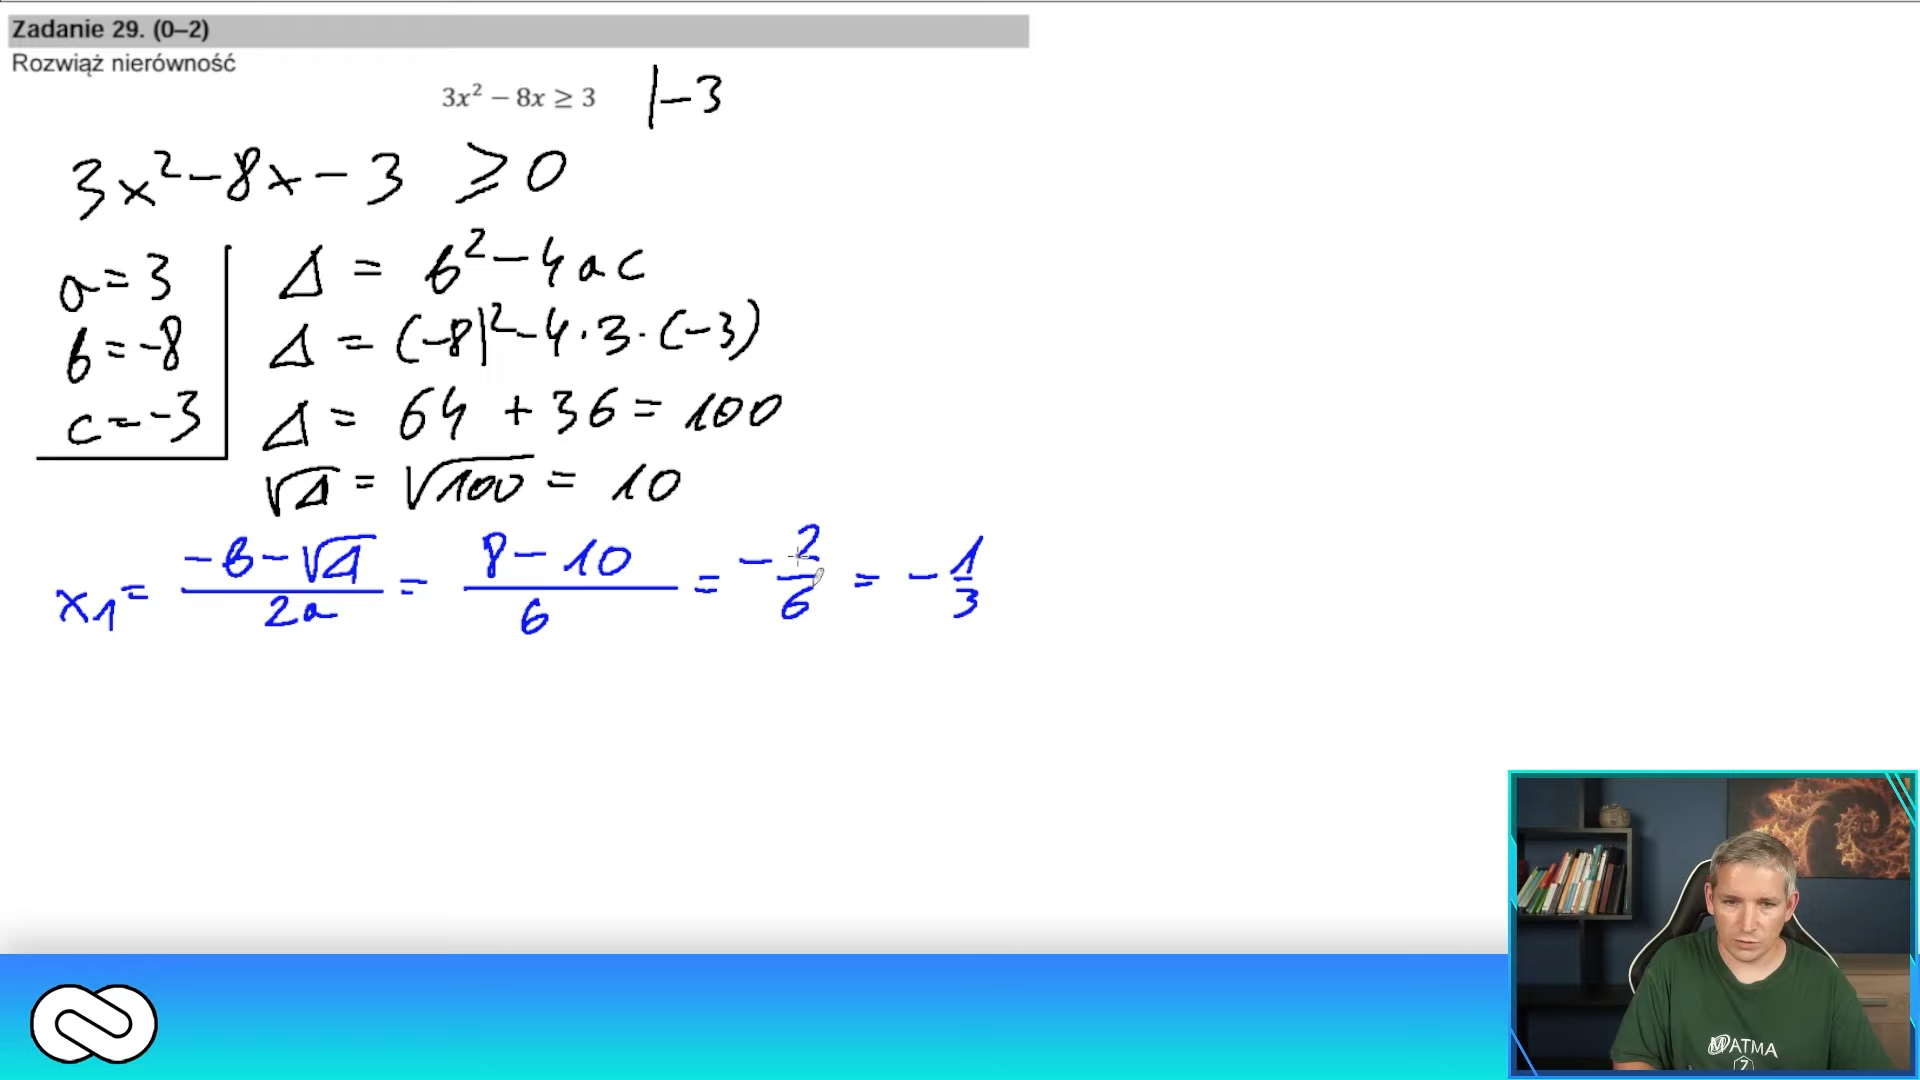 Zadanie 29. (0–2)
Rozwiąż nierówność
3x² − 8x ≥ 3 |−3
3x² − 8x − 3 ≥ 0
a = 3
b = −8
c = −3
Δ = b² − 4ac
Δ = (−8)² − 4 · 3 · (−3)
Δ = 64 + 36 = 100
√Δ = √100 = 10
x₁ = (−b − √Δ)/(2a) = (8 − 10)/6 = −2/6 = −1/3
MATMA
7